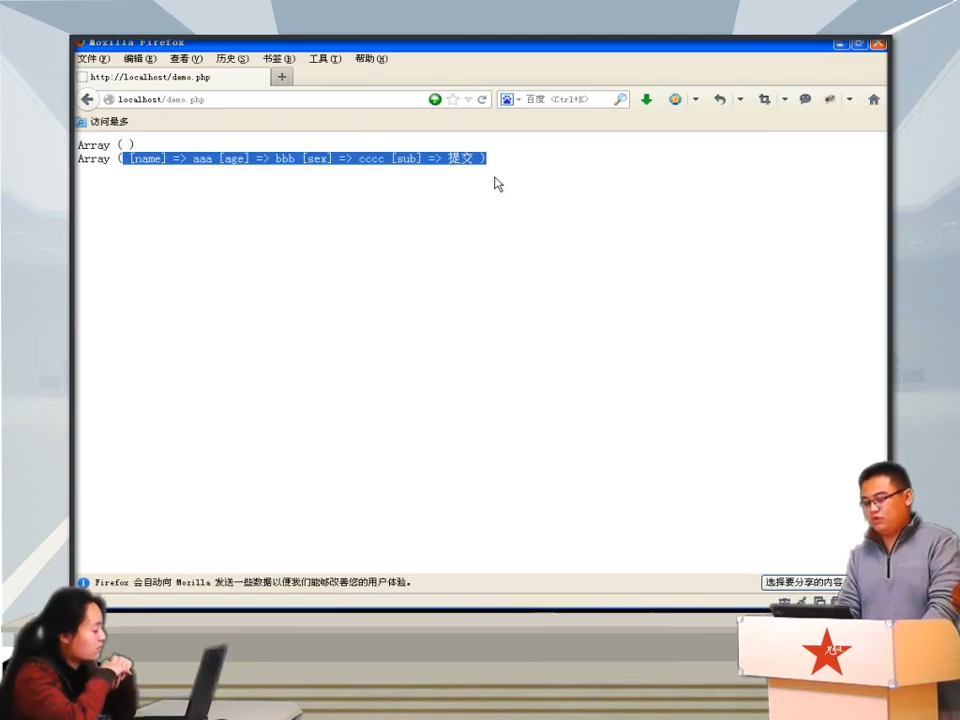 Mozilla Firefox
文件(F) 编辑(E) 查看(V) 历史(S) 书签(B) 工具(T) 帮助(H)
http://localhost/demo.php
localhost/demo.php 百度 <Ctrl+K>
访问最多
Array ( )
Array ( [name] => aaa [age] => bbb [sex] => cccc [sub] => 提交 )
Firefox 会自动向 Mozilla 发送一些数据以便我们能够改善您的用户体验。 选择要分享的内容